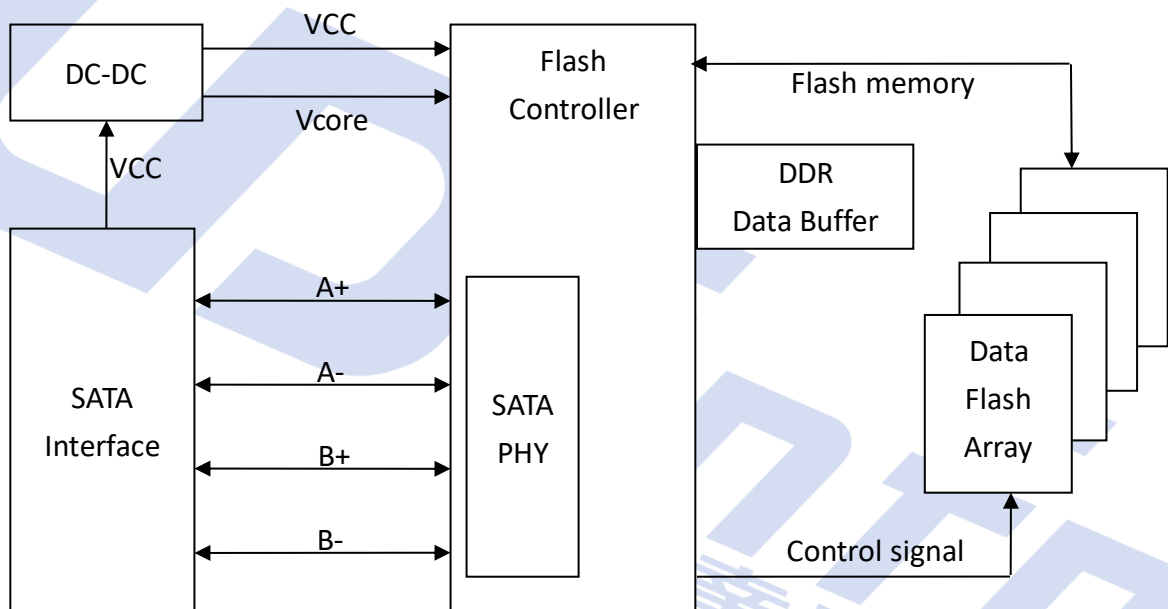 VCC
DC-DC
Vcore
VCC
Flash
Controller
Flash memory
DDR
Data Buffer
A+
A-
B+
B-
SATA
Interface
SATA
PHY
Data
Flash
Array
Control signal